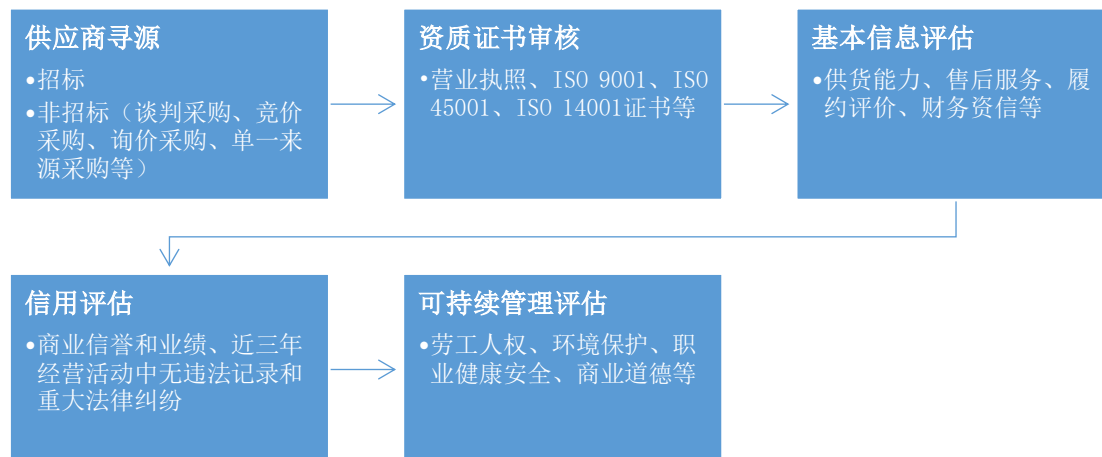 供应商寻源
•招标
•非招标（谈判采购、竞价
采购、询价采购、单一来
源采购等）
资质证书审核
•营业执照、ISO 9001、ISO
45001、ISO 14001证书等
基本信息评估
•供货能力、售后服务、履
约评价、财务资信等
信用评估
•商业信誉和业绩、近三年
经营活动中无违法记录和
重大法律纠纷
可持续管理评估
•劳工人权、环境保护、职
业健康安全、商业道德等